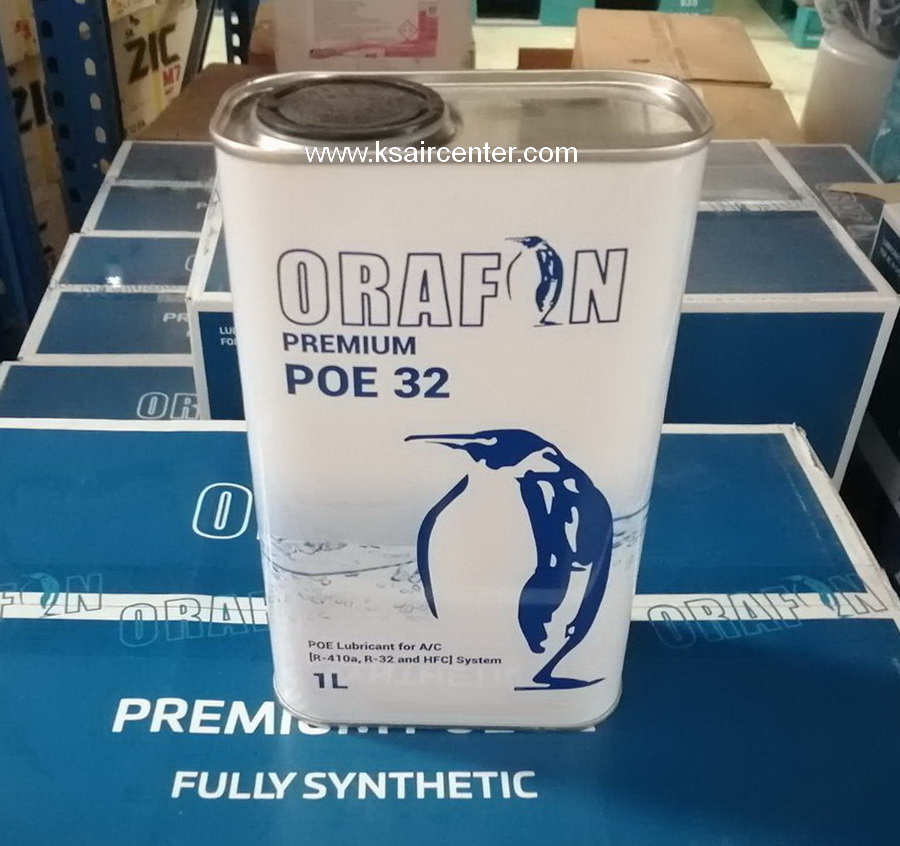 ZIC
M7
www.ksaircenter.com
ORAFON
PREMIUM
POE 32
POE Lubricant for A/C
[R-410a, R-32 and HFC] System
1L
ORAFON
ORAFON
FULLY SYNTHETIC